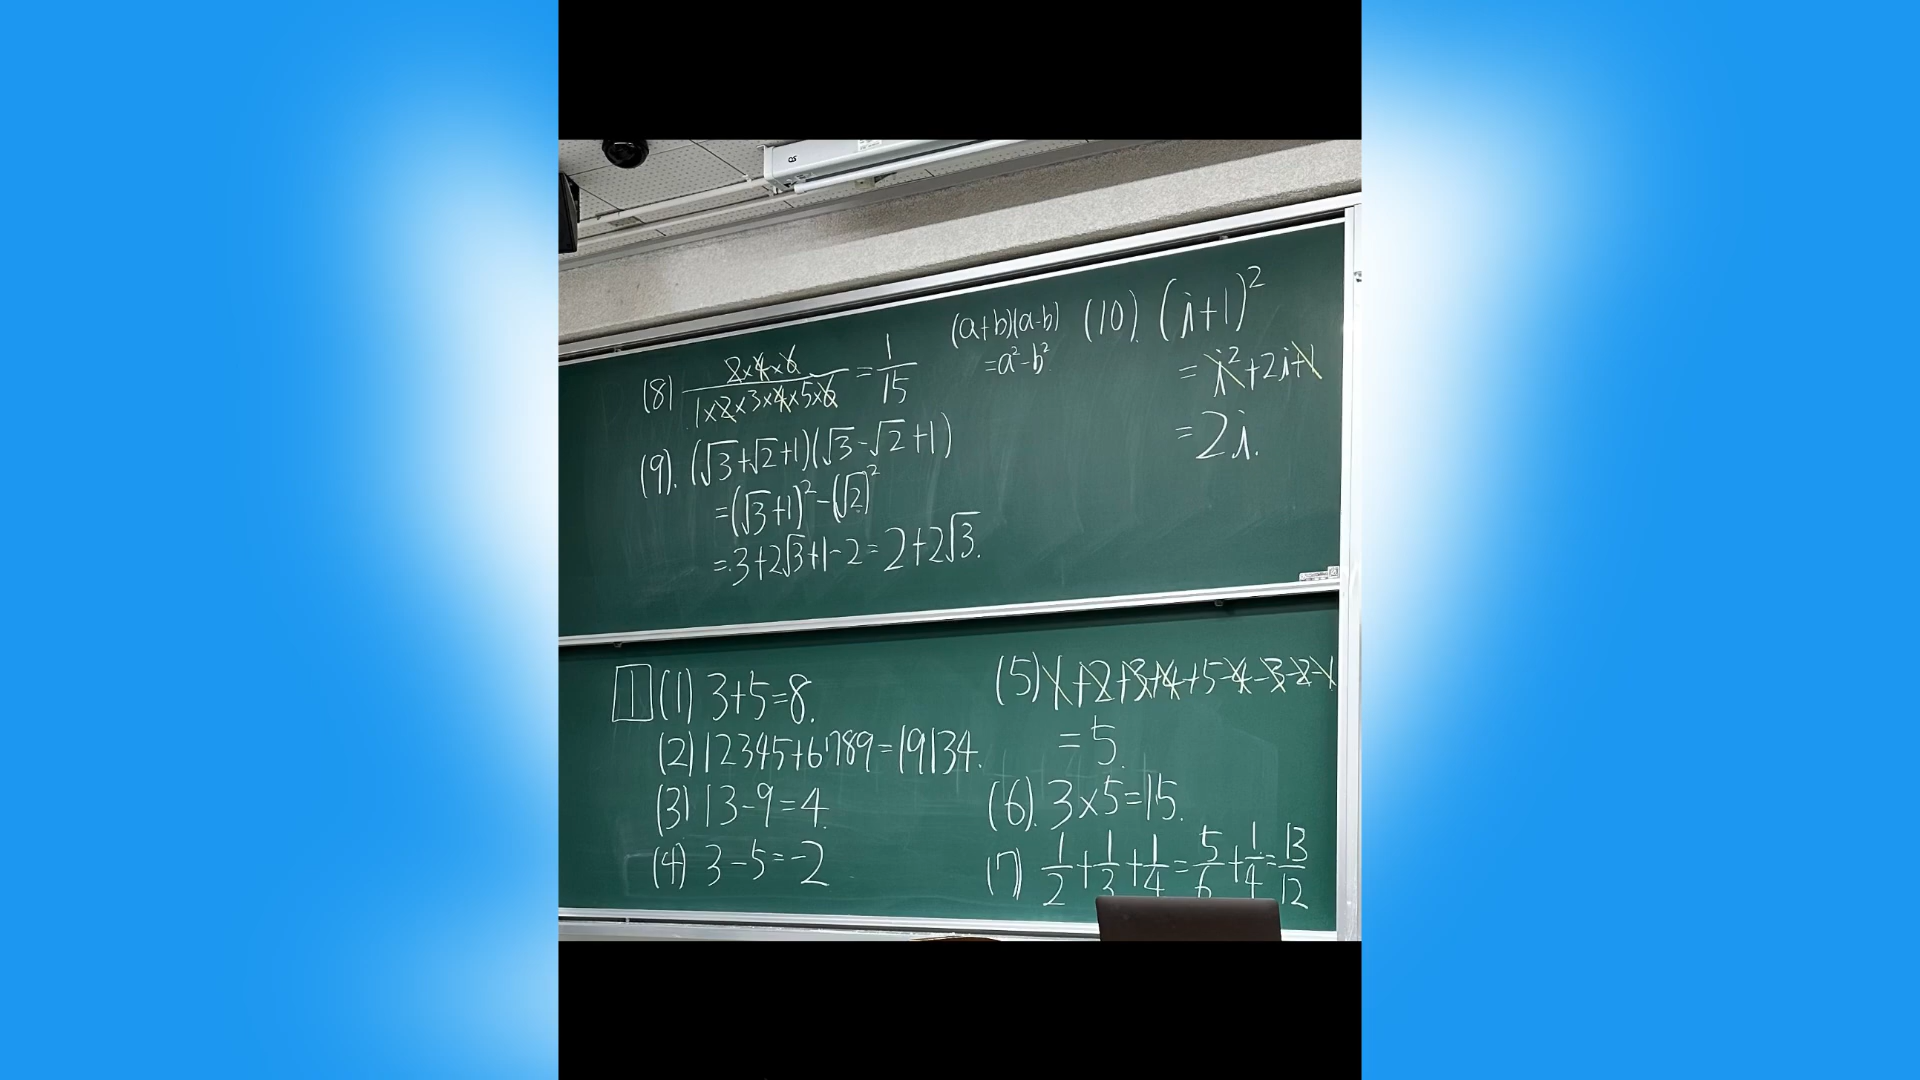 (8) 2×4×6 / 1×2×3×4×5×6 = 1/15
(9). (√3+√2+1)(√3-√2+1)
=(√3+1)²-(√2)²
=3+2√3+1-2=2+2√3.
(a+b)(a-b)
=a²-b²
(10). (i+1)²
= i²+2i+1
= 2i.
1 (1) 3+5=8.
(2) 12345+6789=19134.
(3) 13-9=4.
(4) 3-5=-2
(5) 1+2+3+4+5-4-3-2-1
= 5.
(6). 3×5=15.
(7) 1/2+1/3+1/4=5/6+1/4=13/12